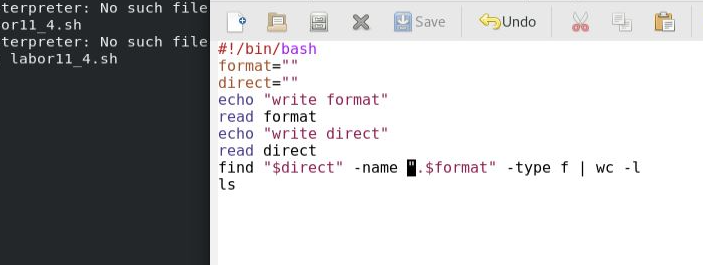 terpreter: No such file
or11_4.sh
terpreter: No such file
labor11_4.sh
Save
Undo
#!/bin/bash
format=""
direct=""
echo "write format"
read format
echo "write direct"
read direct
find "$direct" -name ".$format" -type f | wc -l
ls